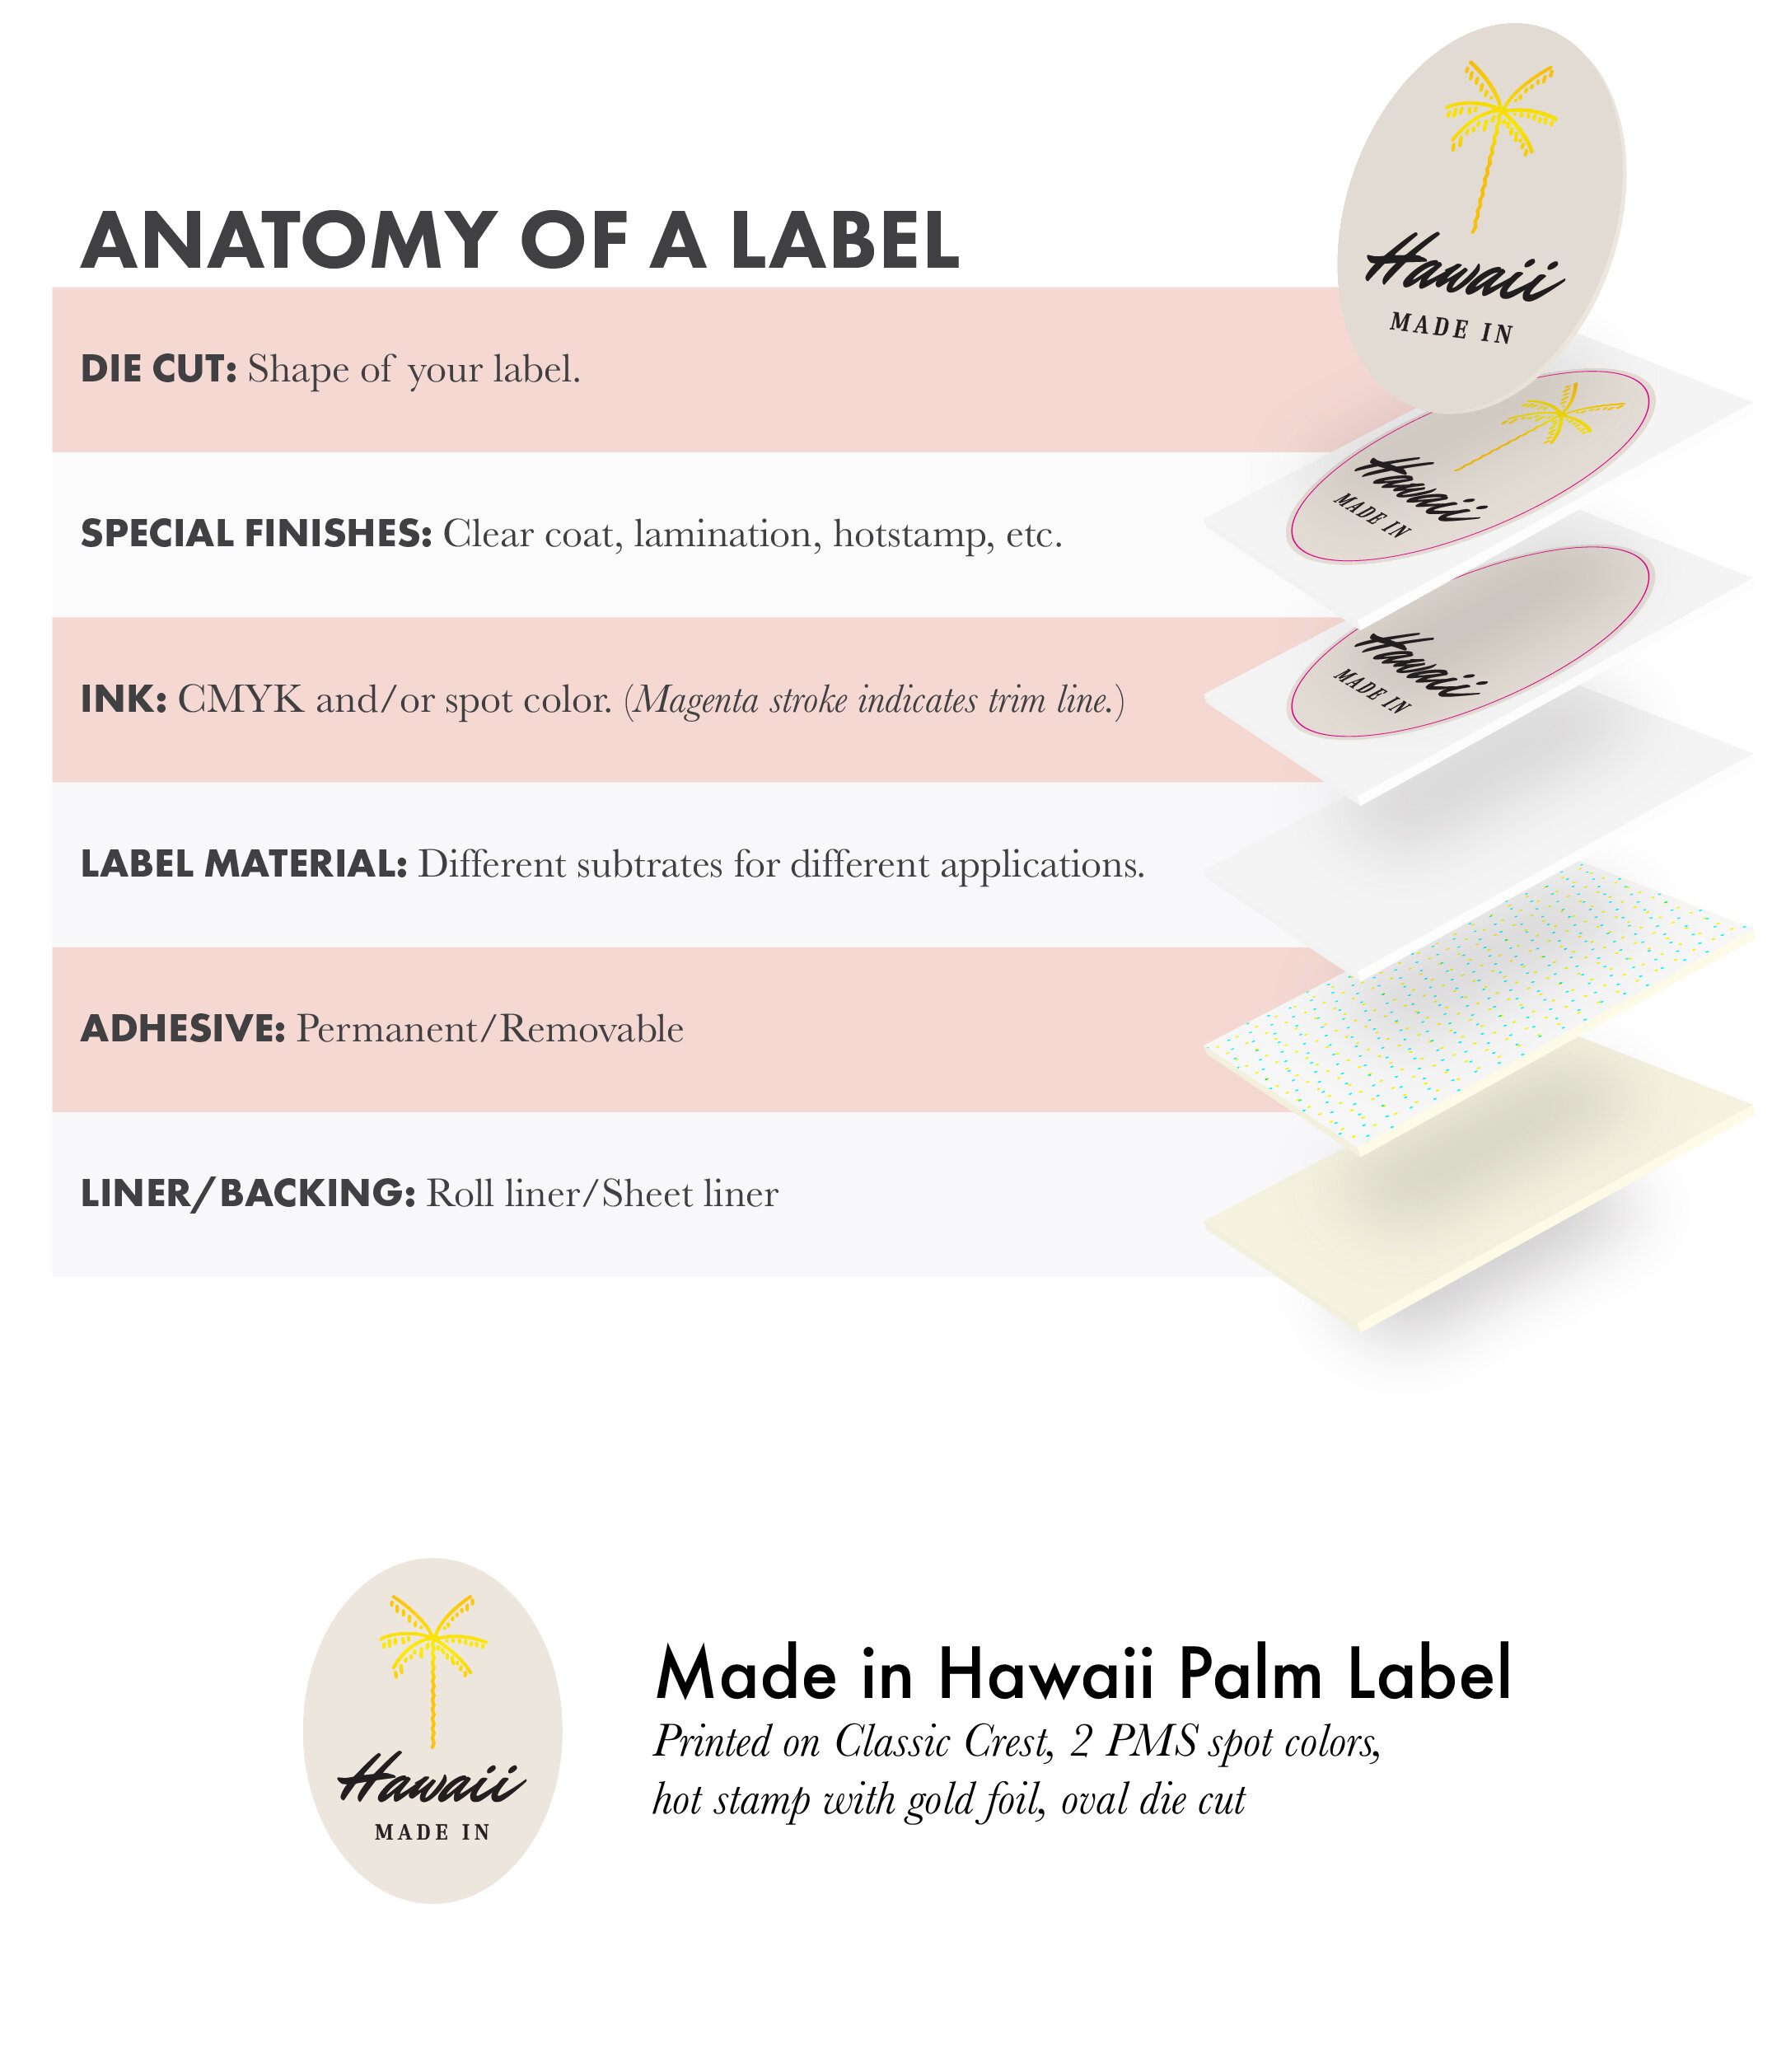 ANATOMY OF A LABEL
Hawaii
MADE IN
DIE CUT: Shape of your label.
Hawaii
MADE IN
SPECIAL FINISHES: Clear coat, lamination, hotstamp, etc.
Hawaii
MADE IN
INK: CMYK and/or spot color. (Magenta stroke indicates trim line.)
LABEL MATERIAL: Different subtrates for different applications.
ADHESIVE: Permanent/Removable
LINER/BACKING: Roll liner/Sheet liner
Hawaii
MADE IN
Made in Hawaii Palm Label
Printed on Classic Crest, 2 PMS spot colors,
hot stamp with gold foil, oval die cut